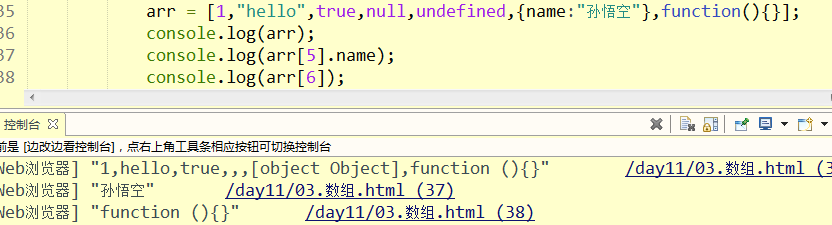 35 arr = [1,"hello",true,null,undefined,{name:"孙悟空"},function(){}];
36 console.log(arr);
37 console.log(arr[5].name);
38 console.log(arr[6]);
控制台
前是 [边改边看控制台]，点右上角工具条相应按钮可切换控制台
Web浏览器] "1,hello,true,,,[object Object],function (){}" /day11/03.数组.html (3
Web浏览器] "孙悟空" /day11/03.数组.html (37)
Web浏览器] "function (){}" /day11/03.数组.html (38)